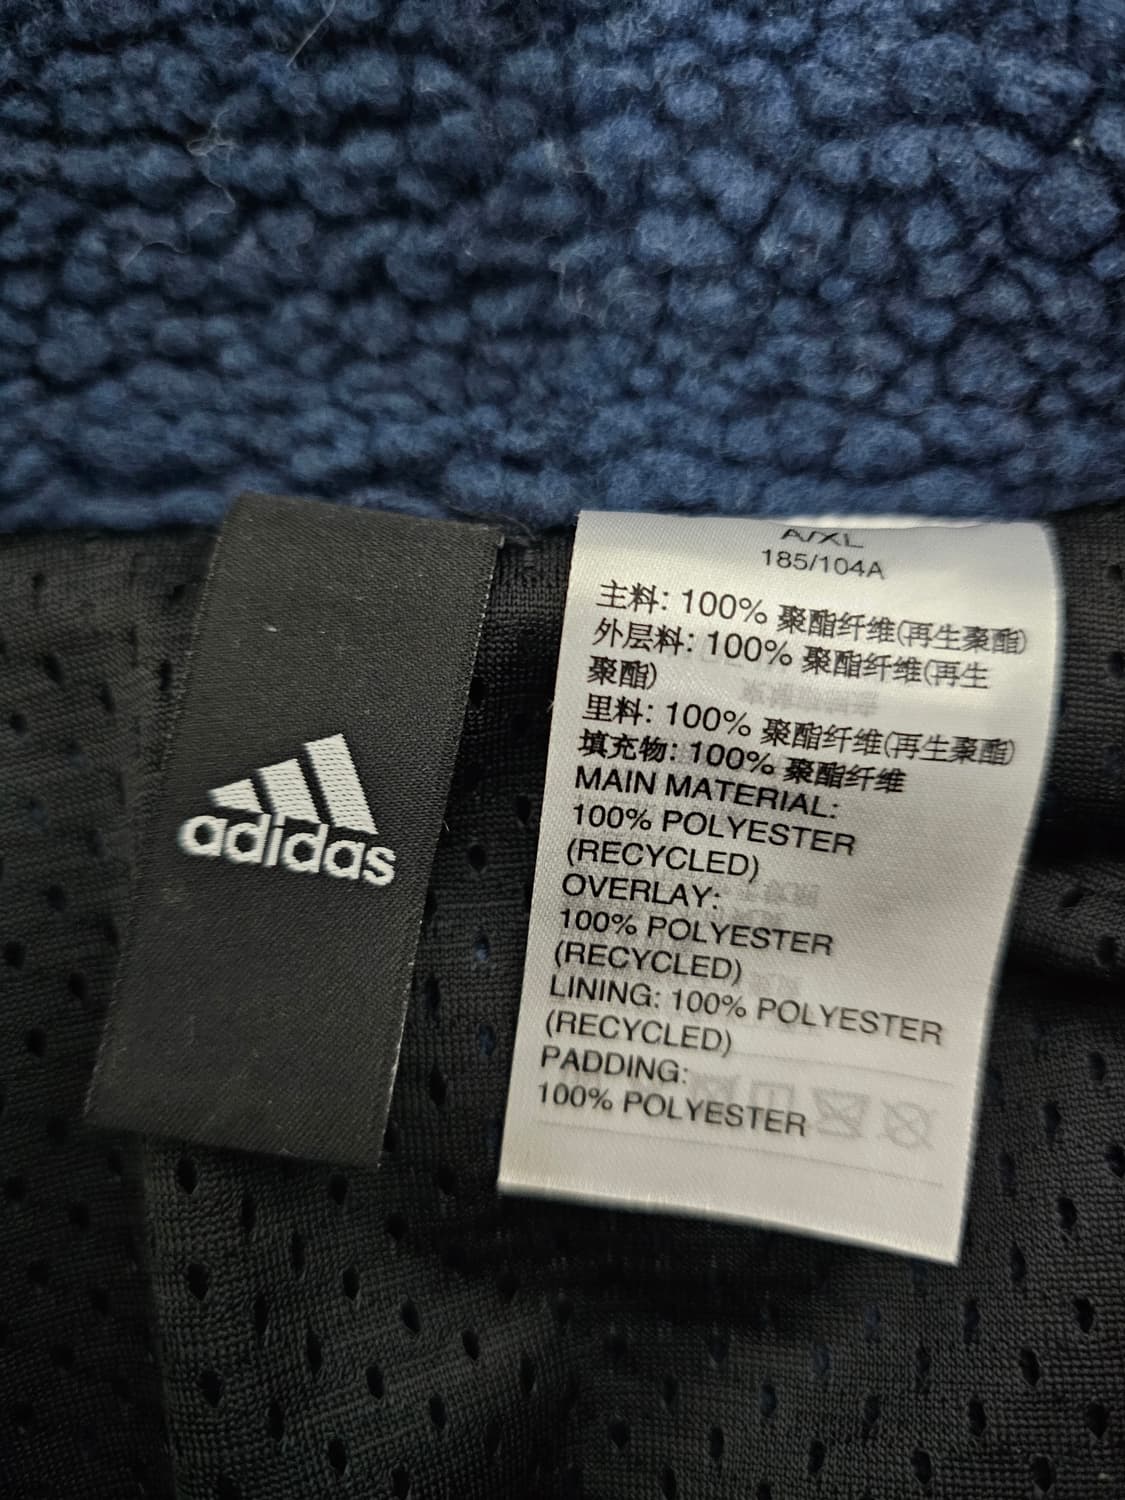 adidas
A/XL
185/104A
主料: 100% 聚酯纤维(再生聚酯)
外层料: 100% 聚酯纤维(再生
聚酯)
里料: 100% 聚酯纤维(再生聚酯)
填充物: 100% 聚酯纤维
MAIN MATERIAL:
100% POLYESTER
(RECYCLED)
OVERLAY:
100% POLYESTER
(RECYCLED)
LINING: 100% POLYESTER
(RECYCLED)
PADDING:
100% POLYESTER